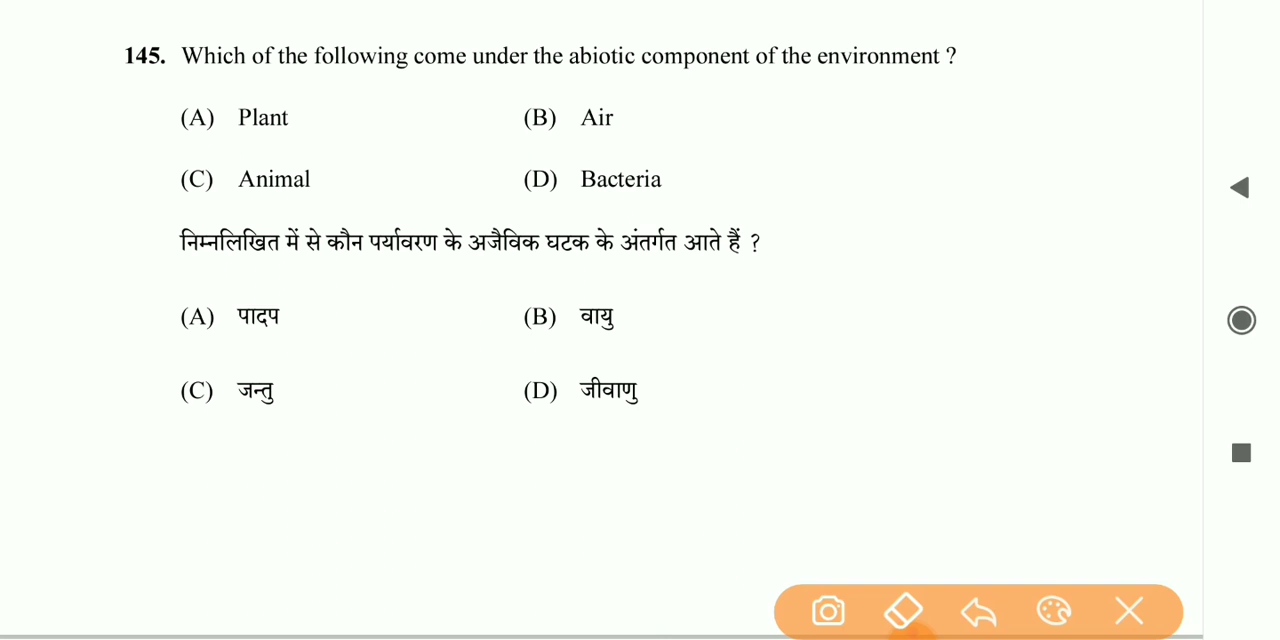 145. Which of the following come under the abiotic component of the environment ?
(A) Plant (B) Air
(C) Animal (D) Bacteria
निम्नलिखित में से कौन पर्यावरण के अजैविक घटक के अंतर्गत आते हैं ?
(A) पादप (B) वायु
(C) जन्तु (D) जीवाणु